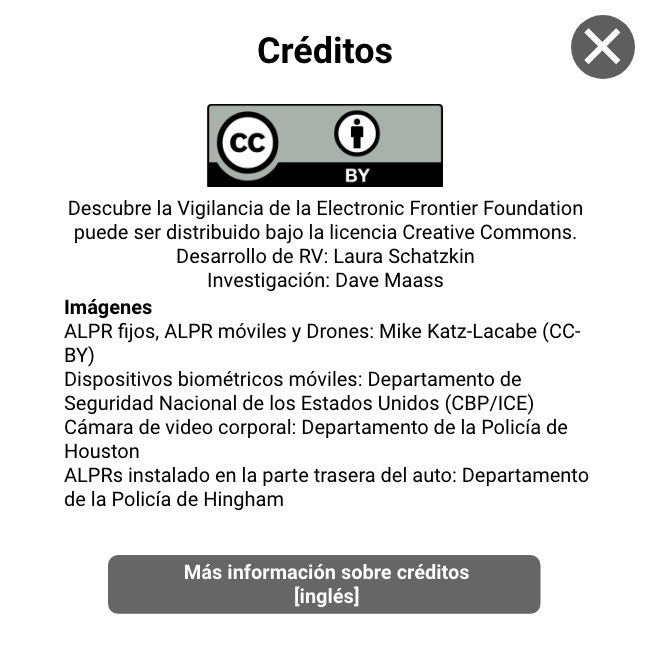 Créditos
CC
BY
Descubre la Vigilancia de la Electronic Frontier Foundation
puede ser distribuido bajo la licencia Creative Commons.
Desarrollo de RV: Laura Schatzkin
Investigación: Dave Maass
Imágenes
ALPR fijos, ALPR móviles y Drones: Mike Katz-Lacabe (CC-
BY)
Dispositivos biométricos móviles: Departamento de
Seguridad Nacional de los Estados Unidos (CBP/ICE)
Cámara de video corporal: Departamento de la Policía de
Houston
ALPRs instalado en la parte trasera del auto: Departamento
de la Policía de Hingham
Más información sobre créditos
[inglés]